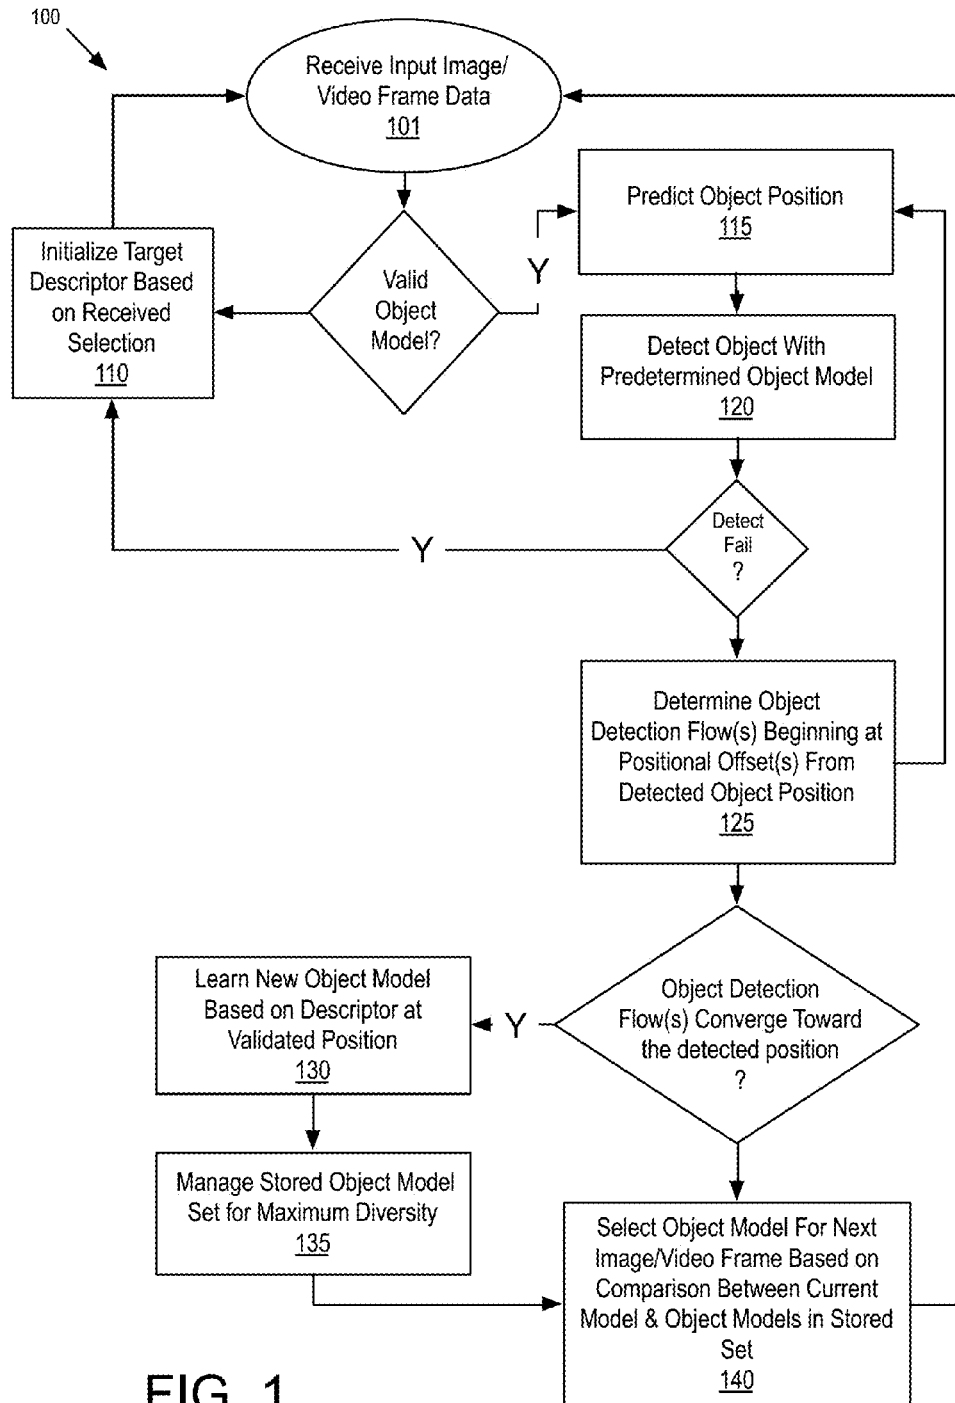 100
Receive Input Image/
Video Frame Data
101
Predict Object Position
115
Initialize Target
Descriptor Based
on Received
Selection
110
Valid
Object
Model?
Y
Detect Object With
Predetermined Object Model
120
Detect
Fail
?
Y
Determine Object
Detection Flow(s) Beginning at
Positional Offset(s) From
Detected Object Position
125
Object Detection
Flow(s) Converge Toward
the detected position
?
Y
Learn New Object Model
Based on Descriptor at
Validated Position
130
Manage Stored Object Model
Set for Maximum Diversity
135
Select Object Model For Next
Image/Video Frame Based on
Comparison Between Current
Model & Object Models in Stored
Set
140
FIG. 1